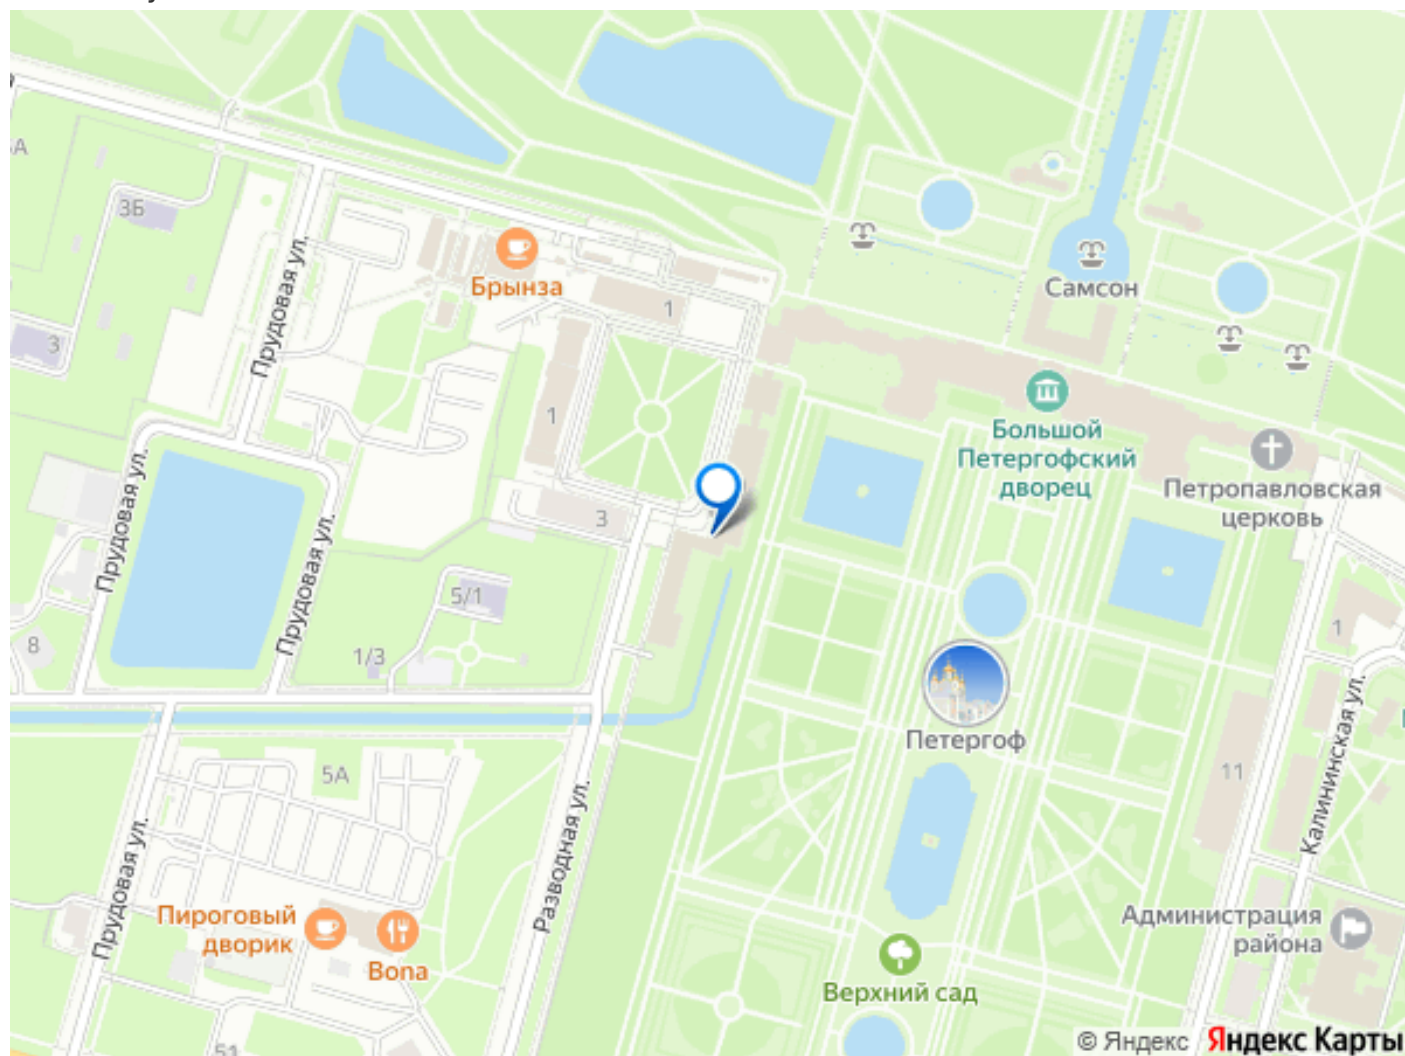 3Б
3
Прудовая ул.
Брынза
1
1
Самсон
Большой
Петергофский
дворец
Петропавловская
церковь
3
Прудовая ул.
Прудовая ул.
5/1
8
1/3
1
Петергоф
5А
11
Калининская ул.
Прудовая ул.
Разводная ул.
Пироговый
дворик
Bona
Администрация
района
Верхний сад
© Яндекс Яндекс Карты